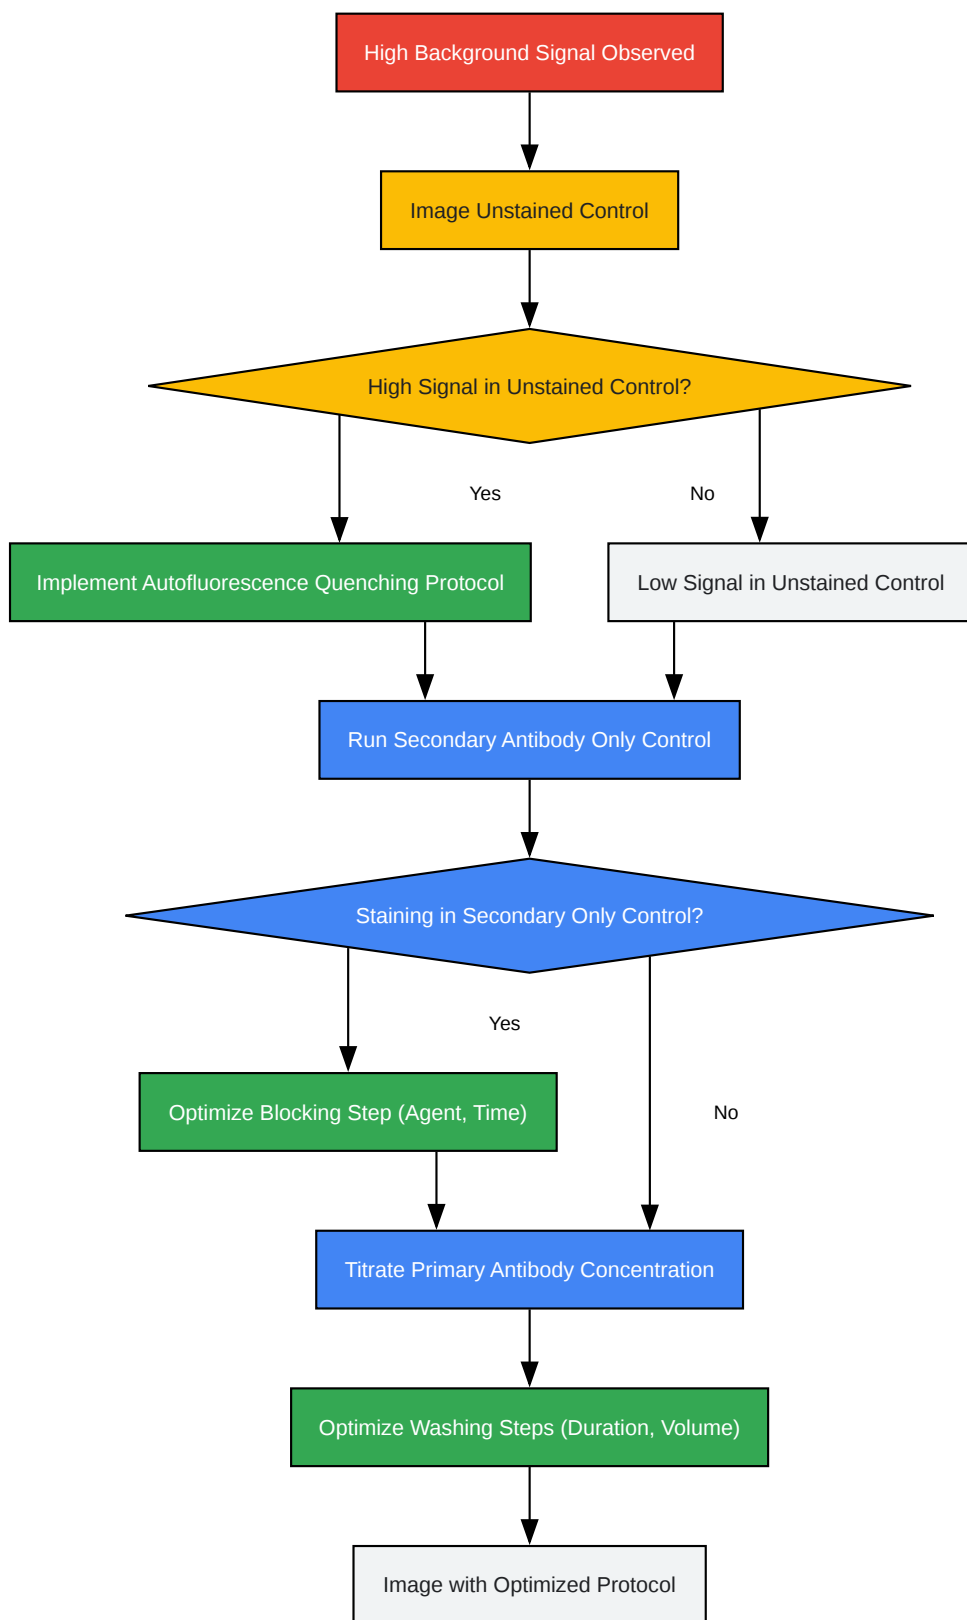 High Background Signal Observed
Image Unstained Control
High Signal in Unstained Control?
Yes
No
Implement Autofluorescence Quenching Protocol
Low Signal in Unstained Control
Run Secondary Antibody Only Control
Staining in Secondary Only Control?
Yes
Optimize Blocking Step (Agent, Time)
No
Titrate Primary Antibody Concentration
Optimize Washing Steps (Duration, Volume)
Image with Optimized Protocol